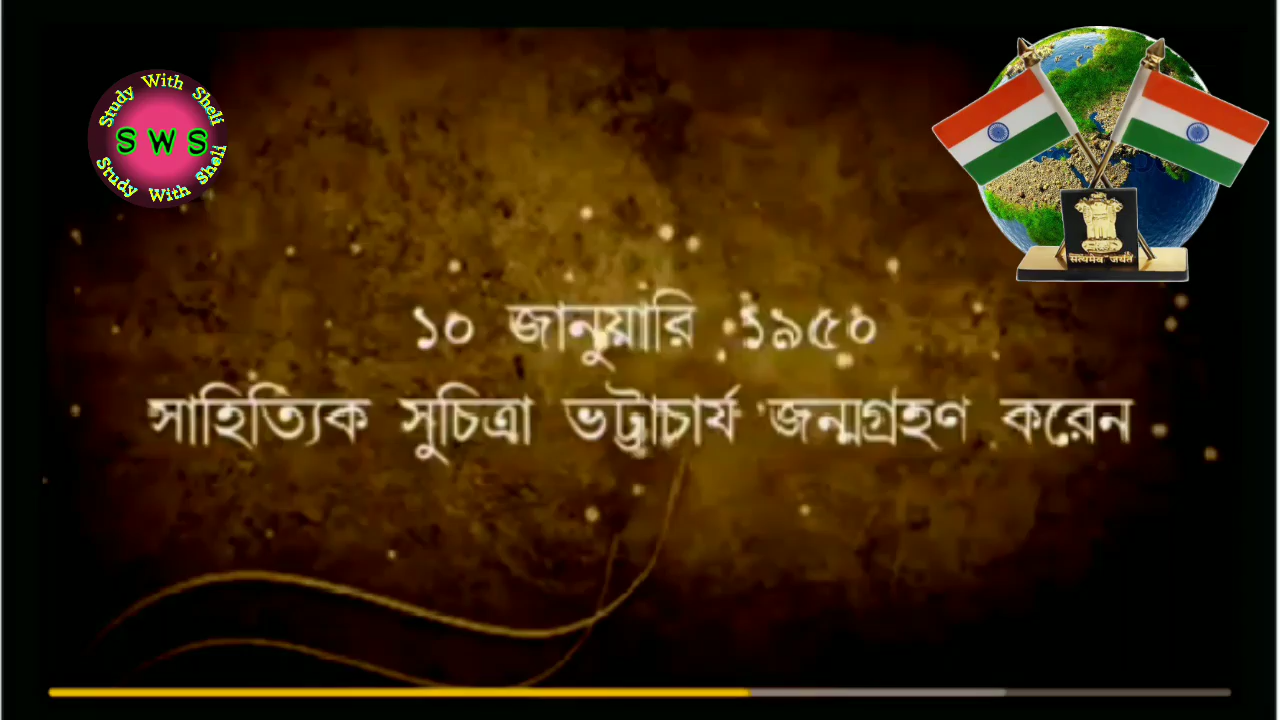 Study With Sheli
S W S
Study With Sheli
सत्यमेव जयते
১০ জানুয়ারি ১৯৫০
সাহিত্যিক সুচিত্রা ভট্টাচার্য জন্মগ্রহণ করেন